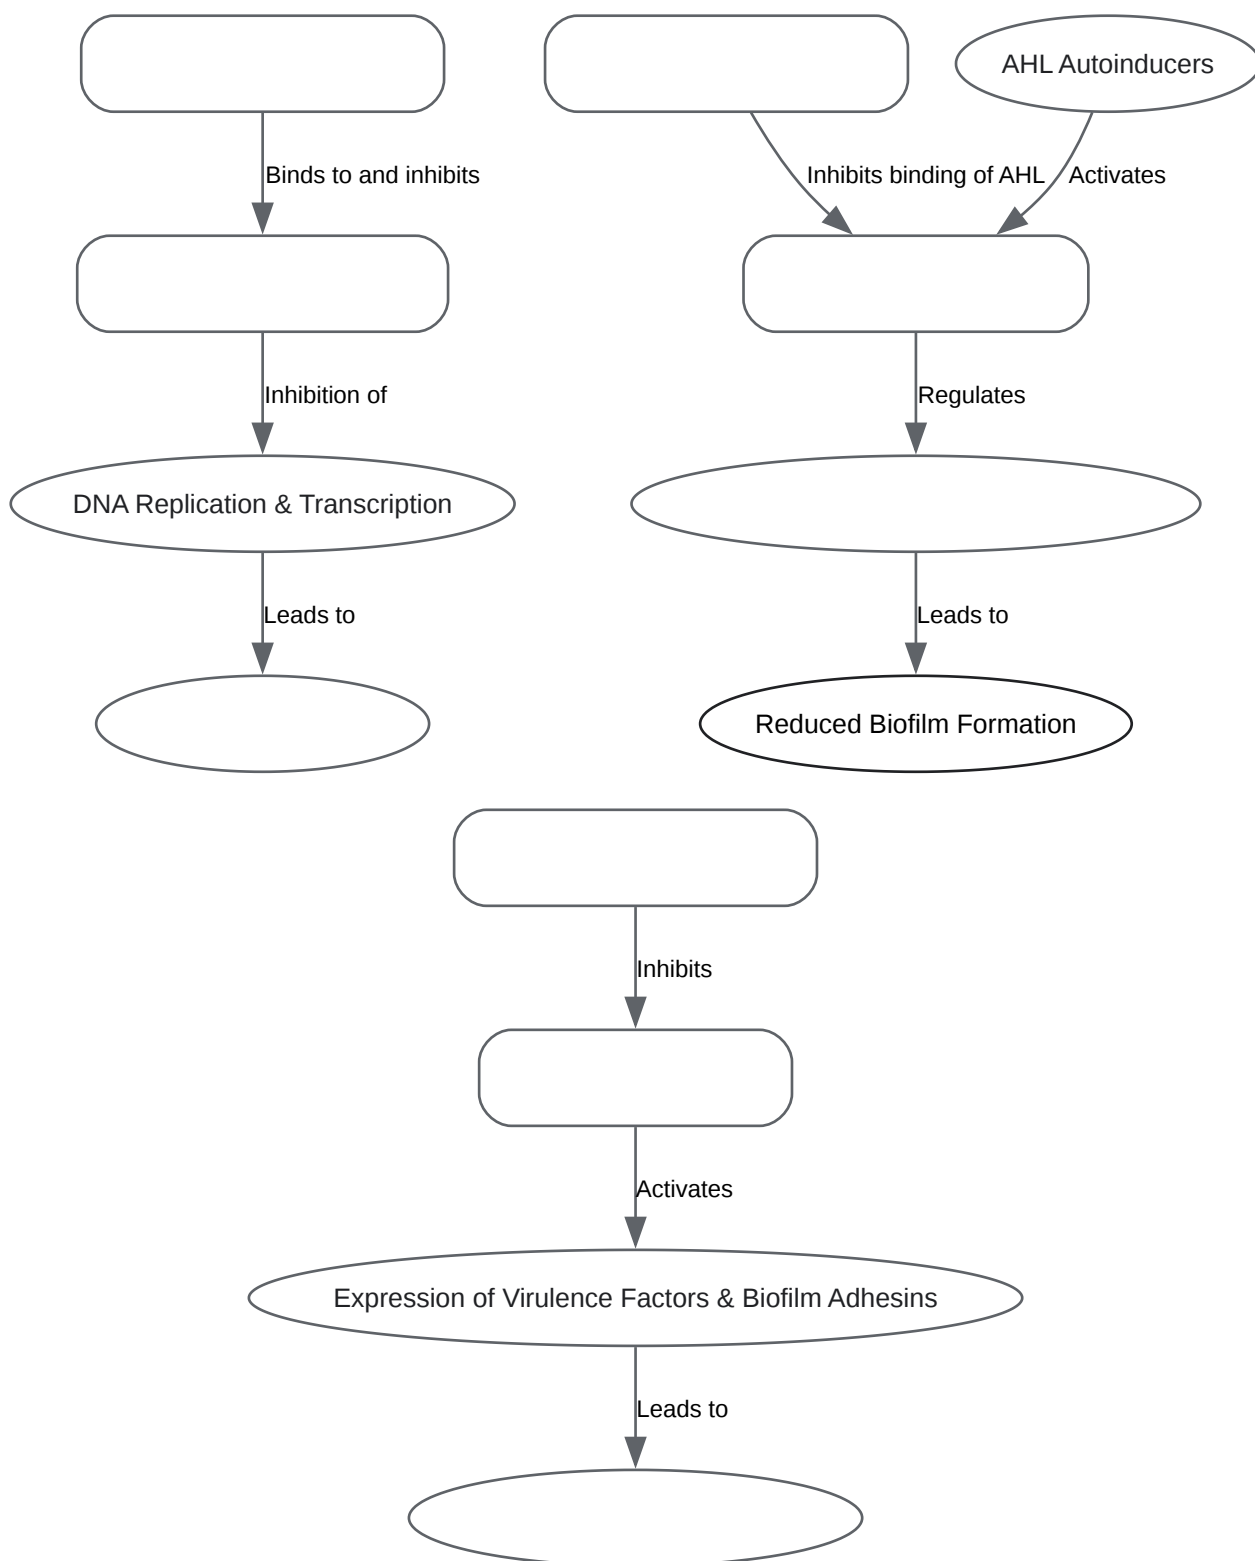 AHL Autoinducers
Binds to and inhibits
Inhibits binding of AHL
Activates
Inhibition of
Regulates
DNA Replication & Transcription
Leads to
Leads to
Reduced Biofilm Formation
Inhibits
Activates
Expression of Virulence Factors & Biofilm Adhesins
Leads to